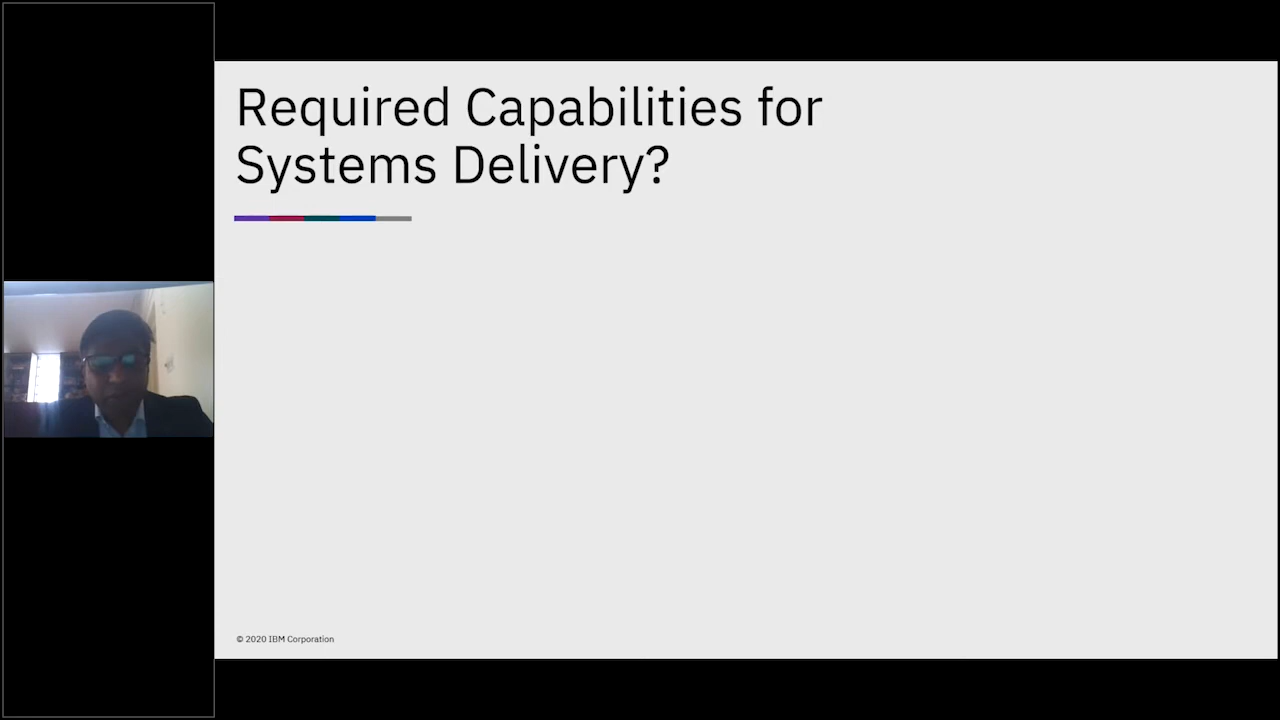 Required Capabilities for
Systems Delivery?
© 2020 IBM Corporation